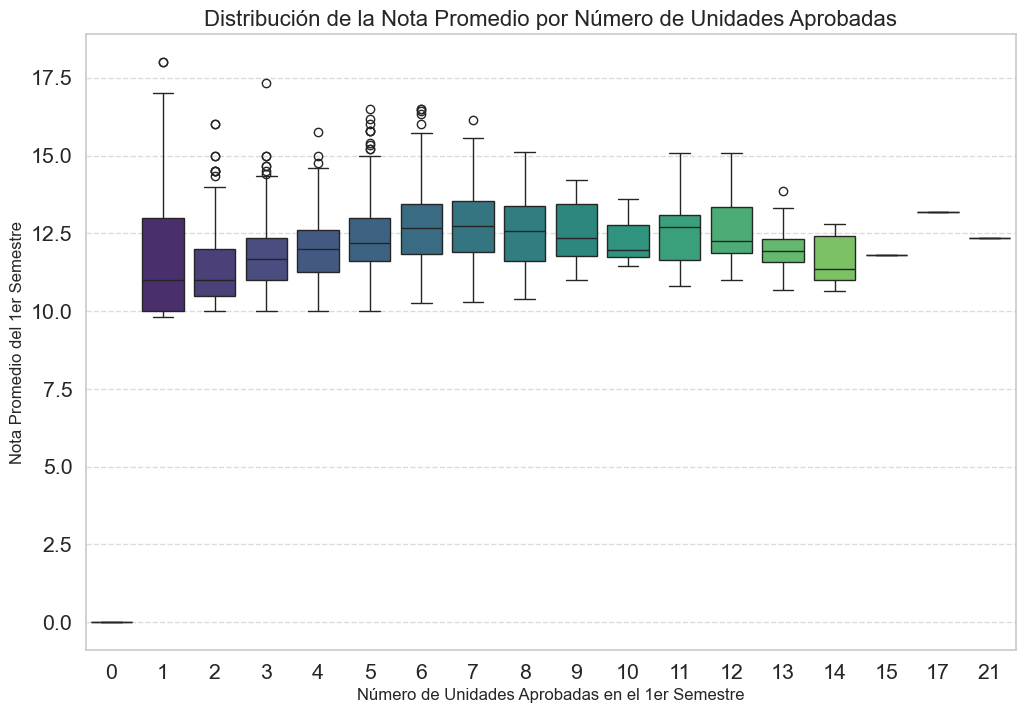 Distribución de la Nota Promedio por Número de Unidades Aprobadas
Nota Promedio del 1er Semestre
17.5
15.0
12.5
10.0
7.5
5.0
2.5
0.0
0 1 2 3 4 5 6 7 8 9 10 11 12 13 14 15 17 21
Número de Unidades Aprobadas en el 1er Semestre